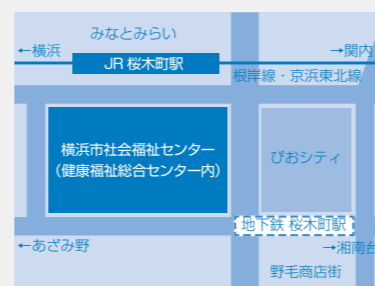 みなとみらい
←横浜
→関内
JR 桜木町駅
根岸線・京浜東北線
横浜市社会福祉センター
（健康福祉総合センター内）
ぴおシティ
地下鉄 桜木町駅
←あざみ野
→湘南台
野毛商店街